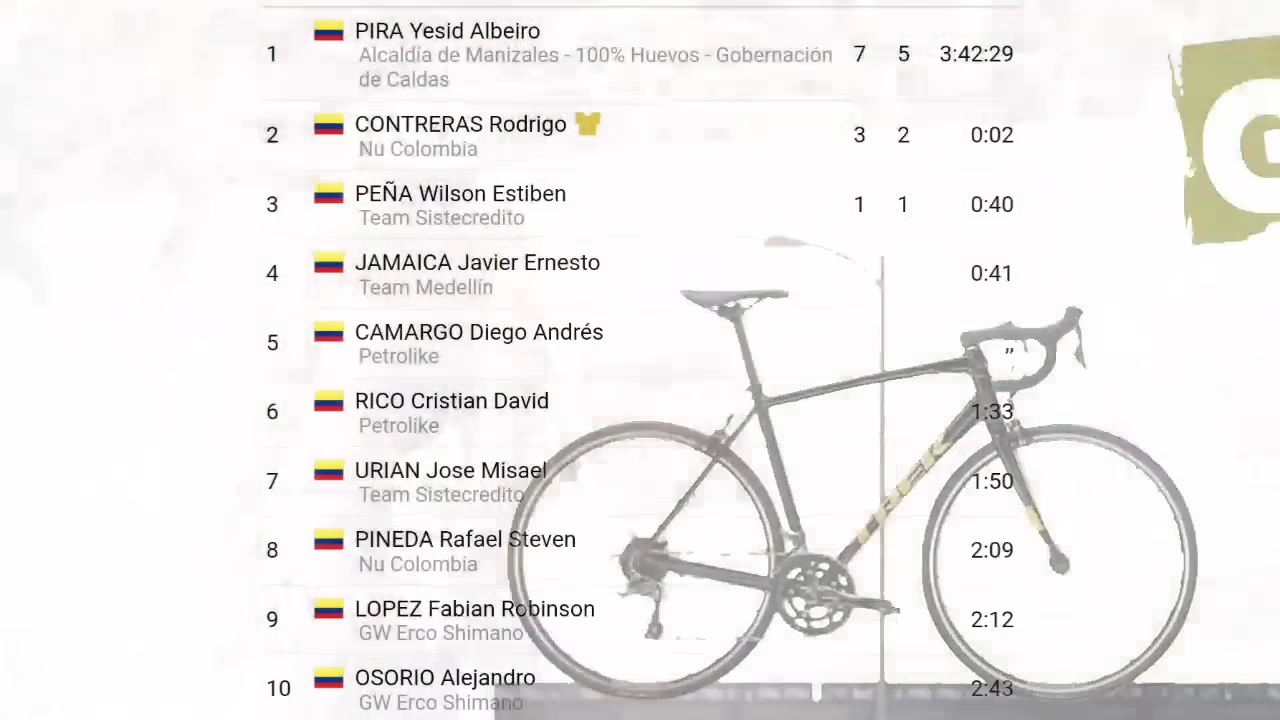 1 PIRA Yesid Albeiro 7 5 3:42:29
Alcaldía de Manizales - 100% Huevos - Gobernación
de Caldas
2 CONTRERAS Rodrigo 3 2 0:02
Nu Colombia
3 PEÑA Wilson Estiben 1 1 0:40
Team Sistecredito
4 JAMAICA Javier Ernesto 0:41
Team Medellín
5 CAMARGO Diego Andrés ,,
Petrolike
6 RICO Cristian David 1:33
Petrolike
7 URIAN Jose Misael 1:50
Team Sistecredito
8 PINEDA Rafael Steven 2:09
Nu Colombia
9 LOPEZ Fabian Robinson 2:12
GW Erco Shimano
10 OSORIO Alejandro 2:43
GW Erco Shimano
G
TREK